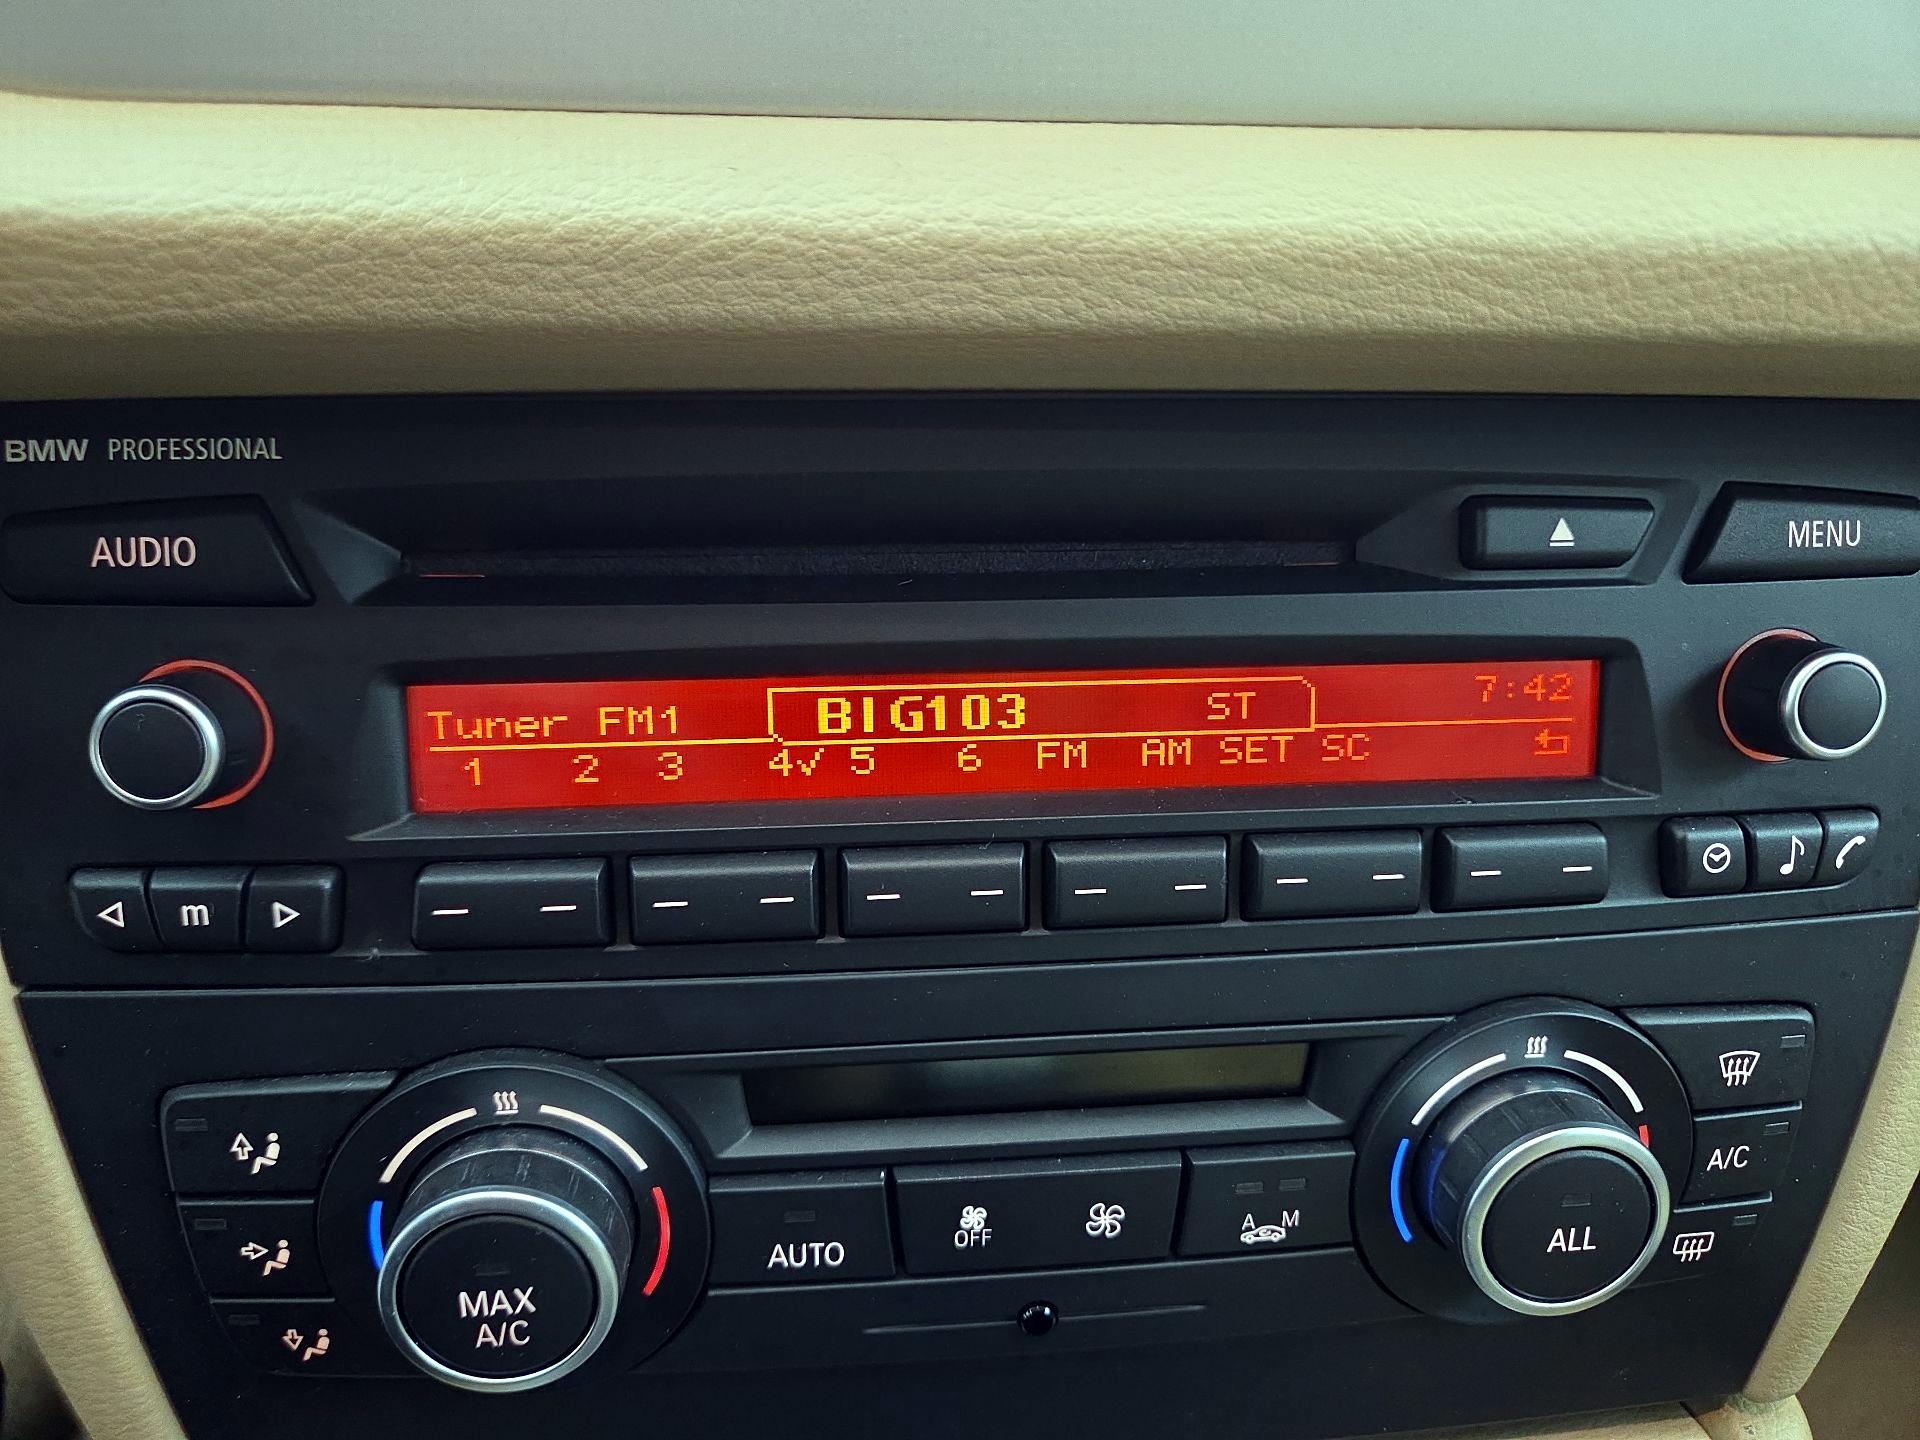 BMW PROFESSIONAL
AUDIO
MENU
Tuner FM1 BIG103 ST 7:42
1 2 3 4✓ 5 6 FM AM SET SC
m
AUTO
OFF
A M
MAX
A/C
ALL
A/C